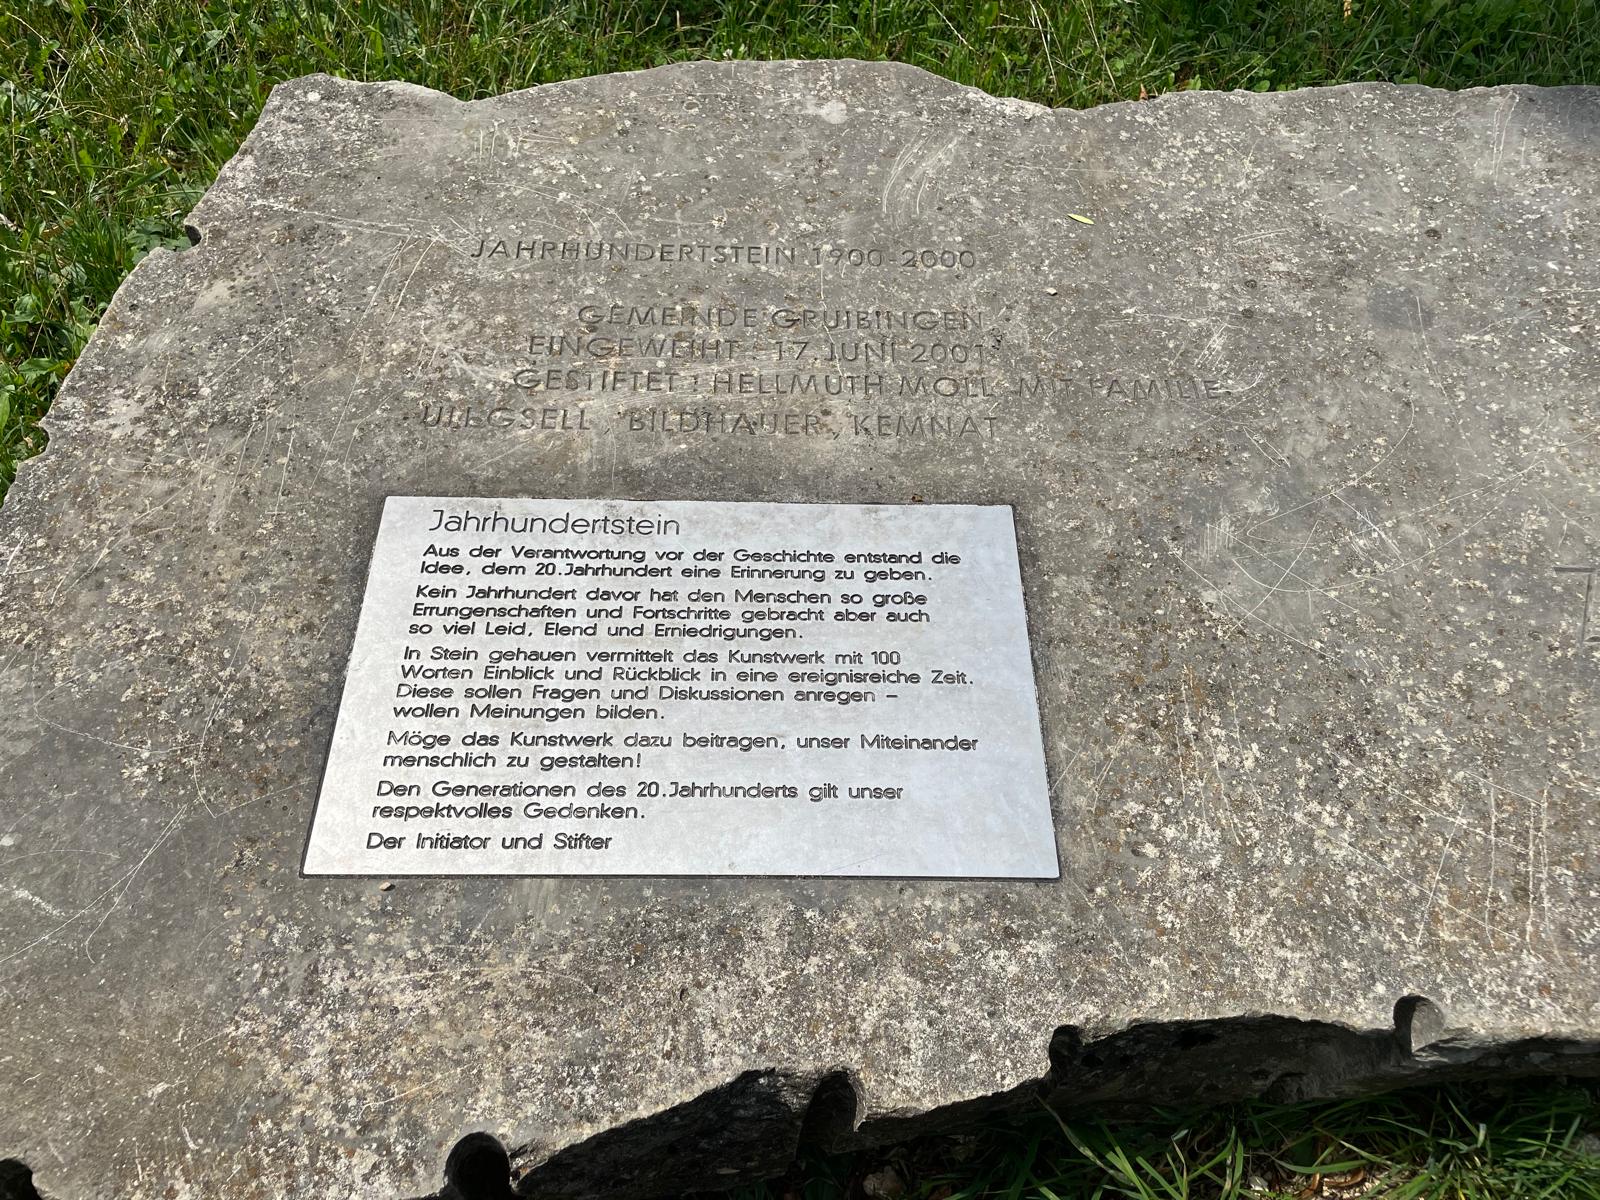 JAHRHUNDERTSTEIN 1900-2000
GEMEINDE GRUIBINGEN
EINGEWEIHT : 17. JUNI 2001
GESTIFTET : HELLMUTH MOLL MIT FAMILIE
ULI GSELL , BILDHAUER , KEMNAT
Jahrhundertstein
Aus der Verantwortung vor der Geschichte entstand die
Idee, dem 20.Jahrhundert eine Erinnerung zu geben.
Kein Jahrhundert davor hat den Menschen so große
Errungenschaften und Fortschritte gebracht aber auch
so viel Leid, Elend und Erniedrigungen.
In Stein gehauen vermittelt das Kunstwerk mit 100
Worten Einblick und Rückblick in eine ereignisreiche Zeit.
Diese sollen Fragen und Diskussionen anregen –
wollen Meinungen bilden.
Möge das Kunstwerk dazu beitragen, unser Miteinander
menschlich zu gestalten!
Den Generationen des 20.Jahrhunderts gilt unser
respektvolles Gedenken.
Der Initiator und Stifter